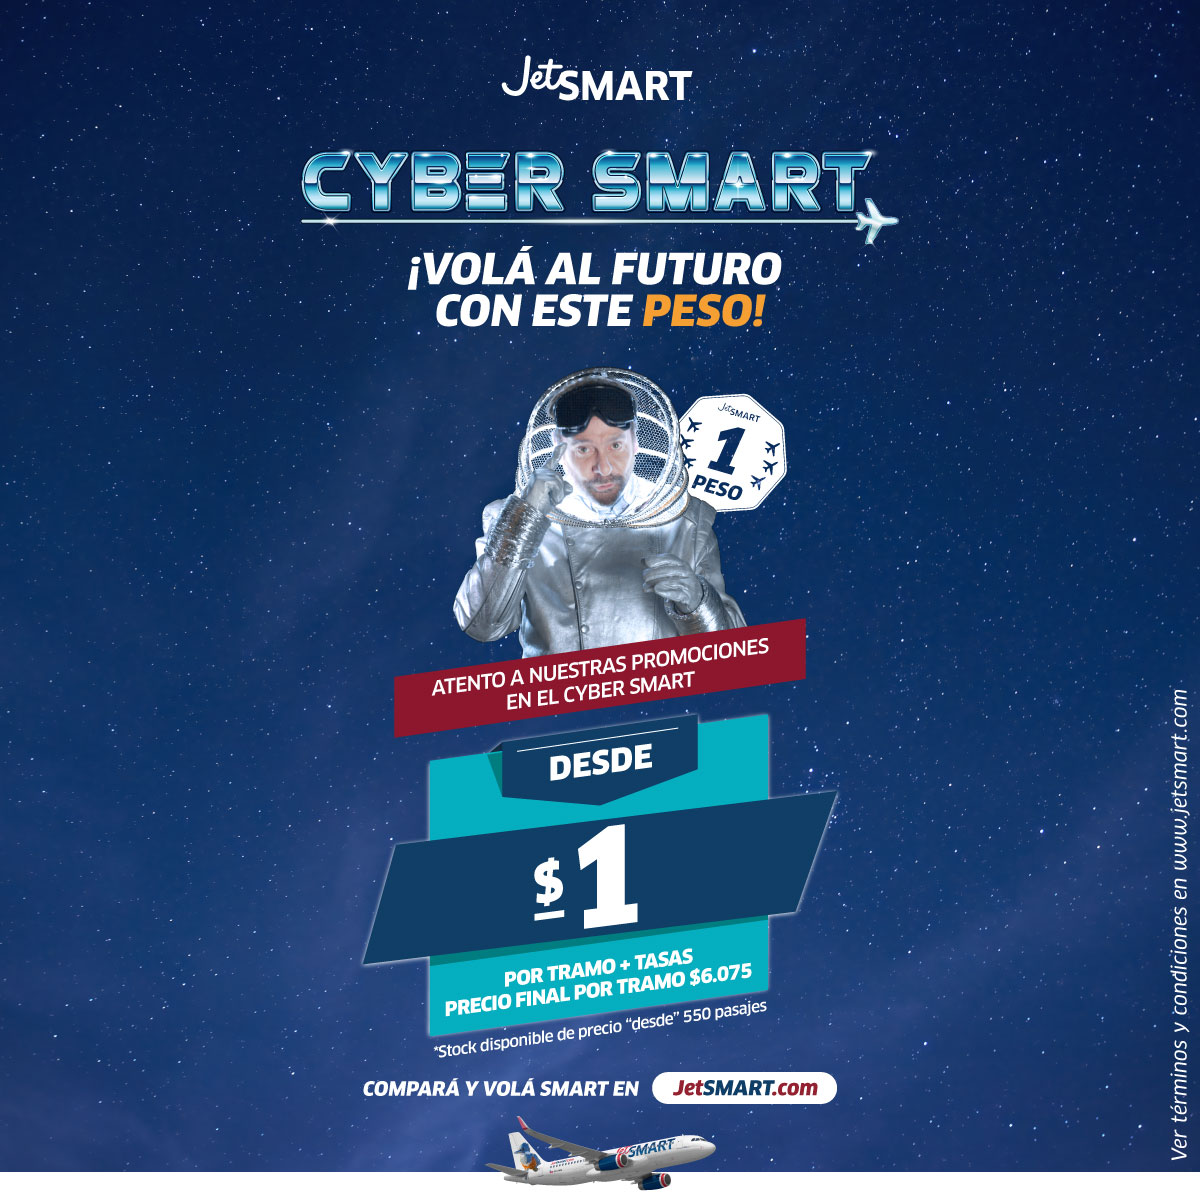 JetSMART
CYBER SMART
¡VOLÁ AL FUTURO
CON ESTE PESO!
JetSMART
1
PESO
ATENTO A NUESTRAS PROMOCIONES
EN EL CYBER SMART
DESDE
$1
POR TRAMO + TASAS
PRECIO FINAL POR TRAMO $6.075
*Stock disponible de precio “desde” 550 pasajes
COMPARÁ Y VOLÁ SMART EN JetSMART.com
JetSMART
Ver términos y condiciones en www.jetsmart.com